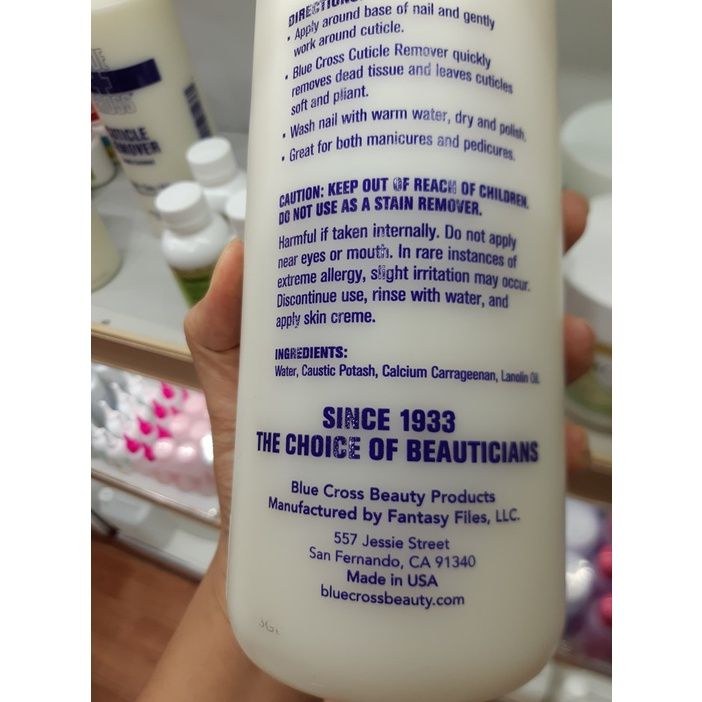 DIRECTIONS:
• Apply around base of nail and gently
work around cuticle.
• Blue Cross Cuticle Remover quickly
removes dead tissue and leaves cuticles
soft and pliant.
• Wash nail with warm water, dry and polish.
• Great for both manicures and pedicures.
CAUTION: KEEP OUT OF REACH OF CHILDREN.
DO NOT USE AS A STAIN REMOVER.
Harmful if taken internally. Do not apply
near eyes or mouth. In rare instances of
extreme allergy, slight irritation may occur.
Discontinue use, rinse with water, and
apply skin creme.
INGREDIENTS:
Water, Caustic Potash, Calcium Carrageenan, Lanolin Oil.
SINCE 1933
THE CHOICE OF BEAUTICIANS
Blue Cross Beauty Products
Manufactured by Fantasy Files, LLC.
557 Jessie Street
San Fernando, CA 91340
Made in USA
bluecrossbeauty.com